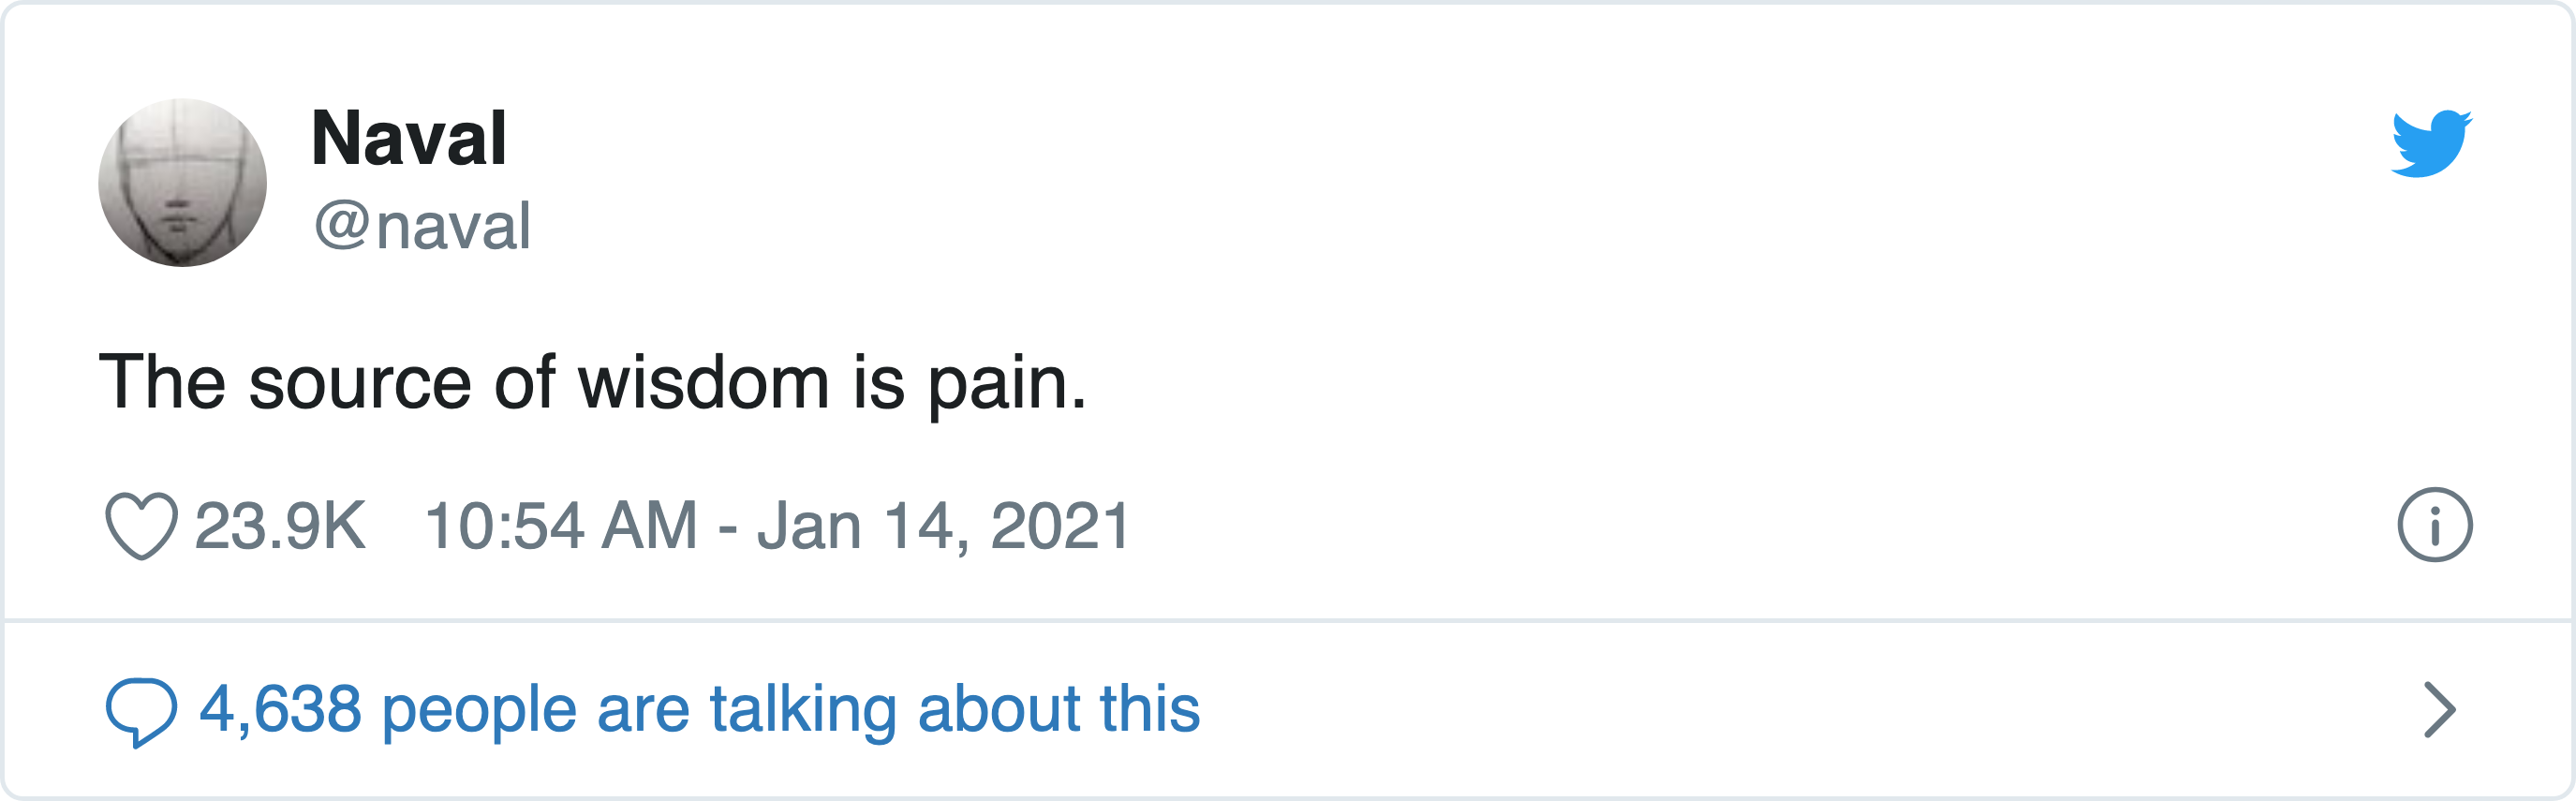 Naval
@naval
The source of wisdom is pain.
23.9K 10:54 AM - Jan 14, 2021
4,638 people are talking about this